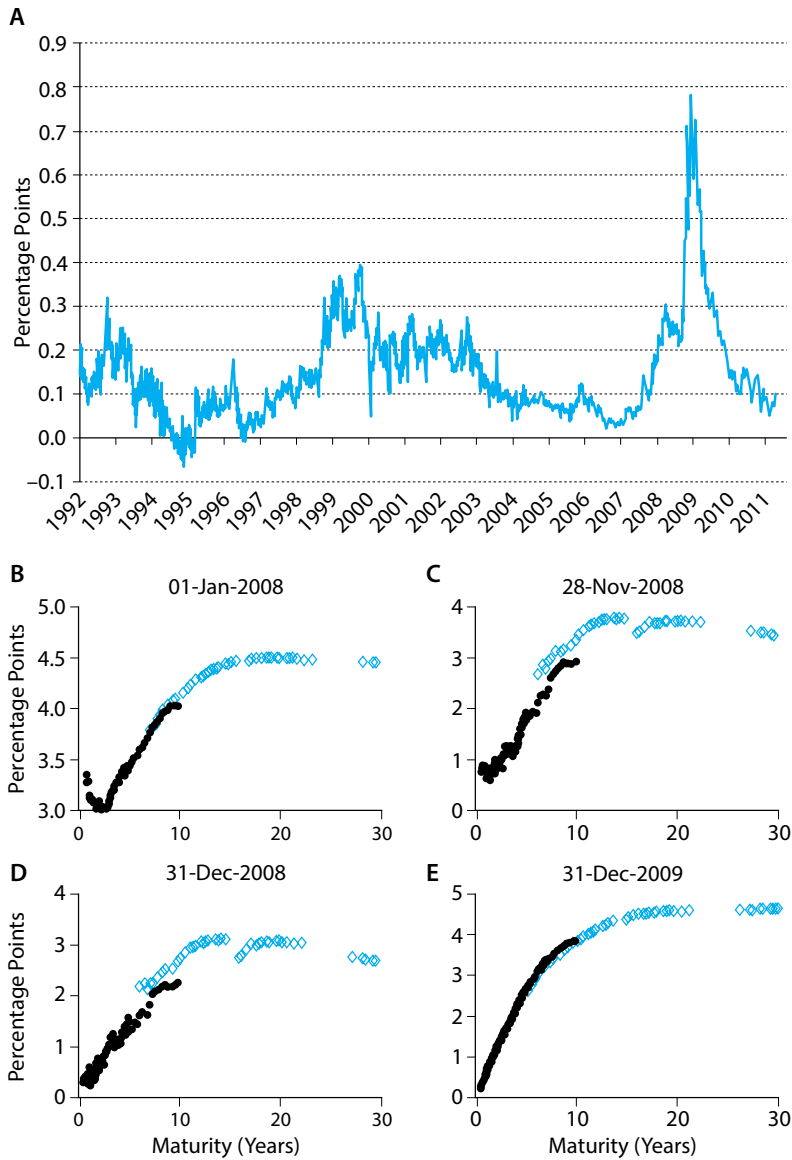 A
Percentage Points
0.9
0.8
0.7
0.6
0.5
0.4
0.3
0.2
0.1
0.0
–0.1
1992 1993 1994 1995 1996 1997 1998 1999 2000 2001 2002 2003 2004 2005 2006 2007 2008 2009 2010 2011
B
01-Jan-2008
Percentage Points
5.0
4.5
4.0
3.5
3.0
0 10 20 30
C
28-Nov-2008
4
3
2
1
0
0 10 20 30
D
31-Dec-2008
Percentage Points
4
3
2
1
0
0 10 20 30
Maturity (Years)
E
31-Dec-2009
5
4
3
2
1
0
0 10 20 30
Maturity (Years)